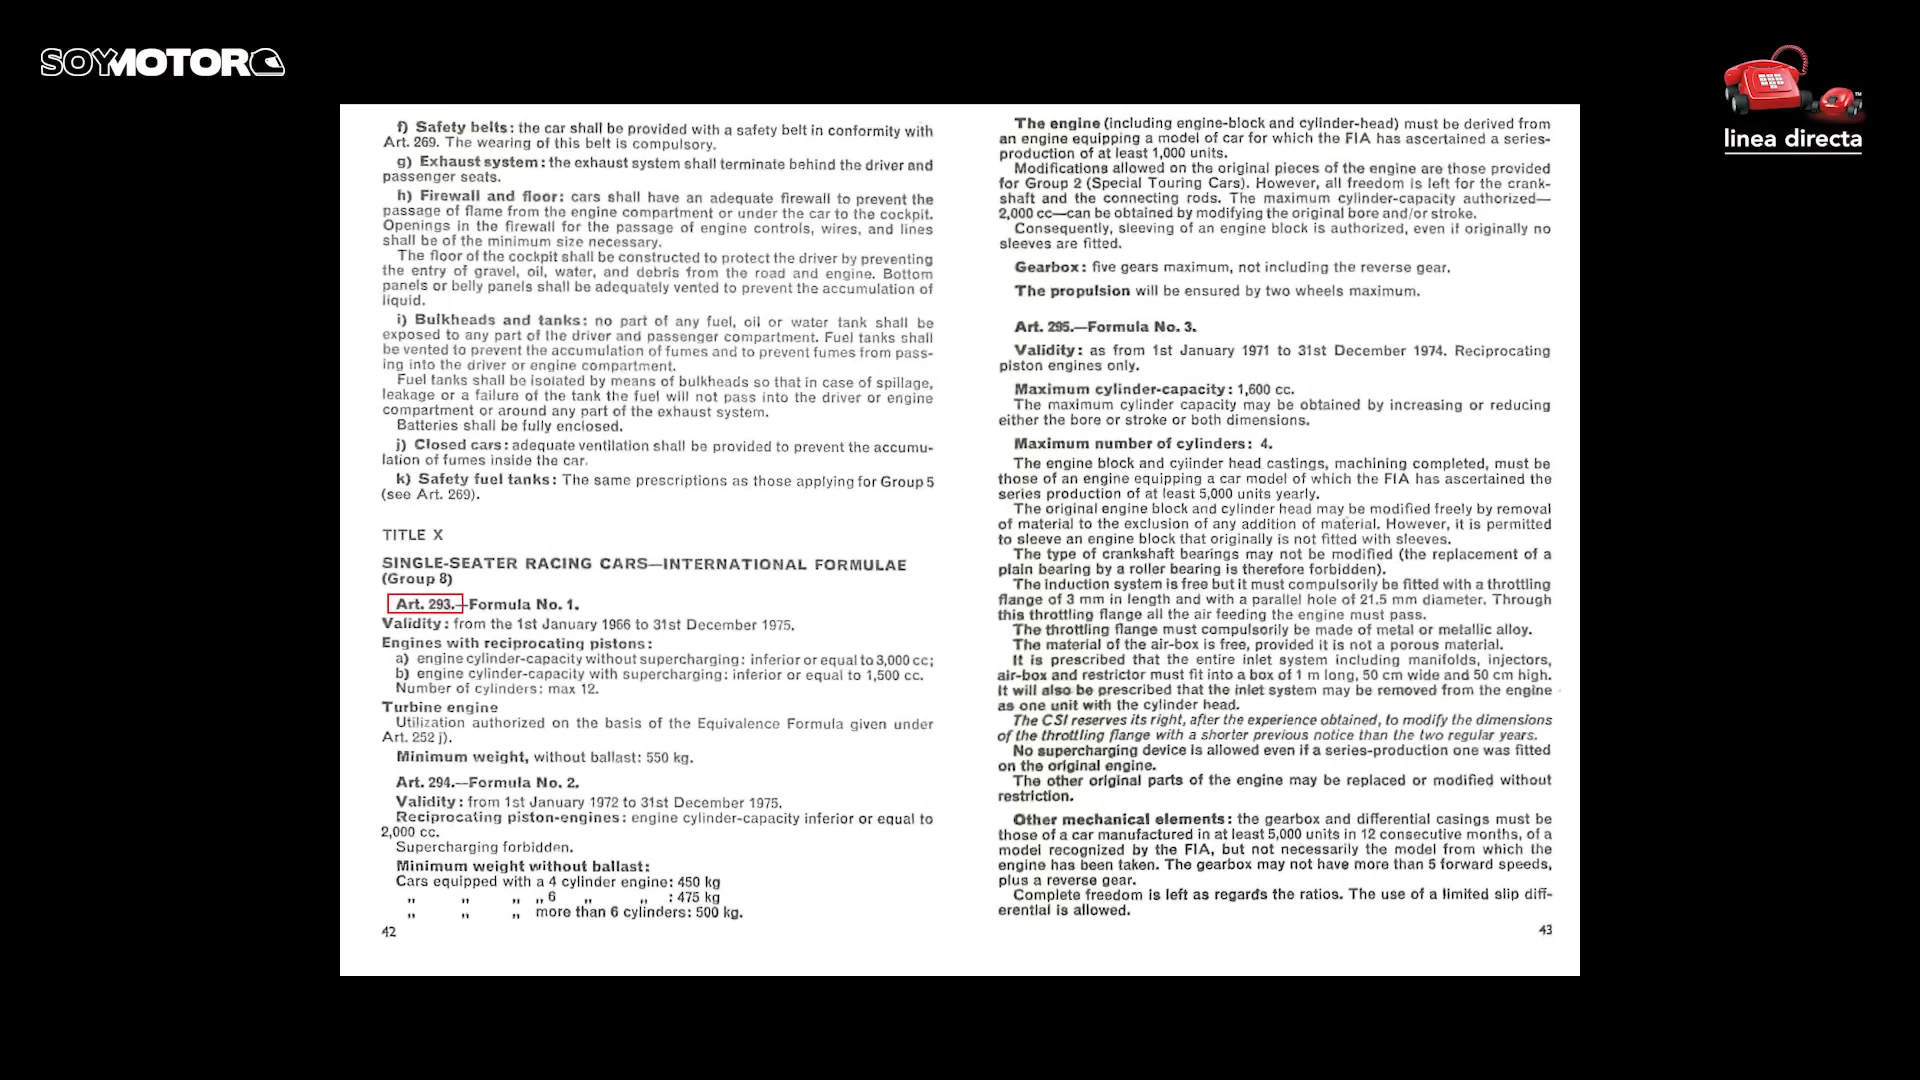 SOYMOTOR
linea directa
f) Safety belts: the car shall be provided with a safety belt in conformity with
Art. 269. The wearing of this belt is compulsory.
g) Exhaust system: the exhaust system shall terminate behind the driver and
passenger seats.
h) Firewall and floor: cars shall have an adequate firewall to prevent the
passage of flame from the engine compartment or under the car to the cockpit.
Openings in the firewall for the passage of engine controls, wires, and lines
shall be of the minimum size necessary.
The floor of the cockpit shall be constructed to protect the driver by preventing
the entry of gravel, oil, water, and debris from the road and engine. Bottom
panels or belly panels shall be adequately vented to prevent the accumulation of
liquid.
i) Bulkheads and tanks: no part of any fuel, oil or water tank shall be
exposed to any part of the driver and passenger compartment. Fuel tanks shall
be vented to prevent the accumulation of fumes and to prevent fumes from pass-
ing into the driver or engine compartment.
Fuel tanks shall be isolated by means of bulkheads so that in case of spillage,
leakage or a failure of the tank the fuel will not pass into the driver or engine
compartment or around any part of the exhaust system.
Batteries shall be fully enclosed.
j) Closed cars: adequate ventilation shall be provided to prevent the accumu-
lation of fumes inside the car.
k) Safety fuel tanks: The same prescriptions as those applying for Group 5
(see Art. 269).
TITLE X
SINGLE-SEATER RACING CARS—INTERNATIONAL FORMULAE
(Group 8)
Art. 293.—Formula No. 1.
Validity: from the 1st January 1966 to 31st December 1975.
Engines with reciprocating pistons:
a) engine cylinder-capacity without supercharging: inferior or equal to 3,000 cc;
b) engine cylinder-capacity with supercharging: inferior or equal to 1,500 cc.
Number of cylinders: max 12.
Turbine engine
Utilization authorized on the basis of the Equivalence Formula given under
Art. 252 j).
Minimum weight, without ballast: 550 kg.
Art. 294.—Formula No. 2.
Validity: from 1st January 1972 to 31st December 1975.
Reciprocating piston-engines: engine cylinder-capacity inferior or equal to
2,000 cc.
Supercharging forbidden.
Minimum weight without ballast:
Cars equipped with a 4 cylinder engine: 450 kg
„ „ „ „ 6 „ „ : 475 kg
„ „ „ more than 6 cylinders: 500 kg.
42
The engine (including engine-block and cylinder-head) must be derived from
an engine equipping a model of car for which the FIA has ascertained a series-
production of at least 1,000 units.
Modifications allowed on the original pieces of the engine are those provided
for Group 2 (Special Touring Cars). However, all freedom is left for the crank-
shaft and the connecting rods. The maximum cylinder-capacity authorized—
2,000 cc—can be obtained by modifying the original bore and/or stroke.
Consequently, sleeving of an engine block is authorized, even if originally no
sleeves are fitted.
Gearbox: five gears maximum, not including the reverse gear.
The propulsion will be ensured by two wheels maximum.
Art. 295.—Formula No. 3.
Validity: as from 1st January 1971 to 31st December 1974. Reciprocating
piston engines only.
Maximum cylinder-capacity: 1,600 cc.
The maximum cylinder capacity may be obtained by increasing or reducing
either the bore or stroke or both dimensions.
Maximum number of cylinders: 4.
The engine block and cylinder head castings, machining completed, must be
those of an engine equipping a car model of which the FIA has ascertained the
series production of at least 5,000 units yearly.
The original engine block and cylinder head may be modified freely by removal
of material to the exclusion of any addition of material. However, it is permitted
to sleeve an engine block that originally is not fitted with sleeves.
The type of crankshaft bearings may not be modified (the replacement of a
plain bearing by a roller bearing is therefore forbidden).
The induction system is free but it must compulsorily be fitted with a throttling
flange of 3 mm in length and with a parallel hole of 21.5 mm diameter. Through
this throttling flange all the air feeding the engine must pass.
The throttling flange must compulsorily be made of metal or metallic alloy.
The material of the air-box is free, provided it is not a porous material.
It is prescribed that the entire inlet system including manifolds, injectors,
air-box and restrictor must fit into a box of 1 m long, 50 cm wide and 50 cm high.
It will also be prescribed that the inlet system may be removed from the engine
as one unit with the cylinder head.
The CSI reserves its right, after the experience obtained, to modify the dimensions
of the throttling flange with a shorter previous notice than the two regular years.
No supercharging device is allowed even if a series-production one was fitted
on the original engine.
The other original parts of the engine may be replaced or modified without
restriction.
Other mechanical elements: the gearbox and differential casings must be
those of a car manufactured in at least 5,000 units in 12 consecutive months, of a
model recognized by the FIA, but not necessarily the model from which the
engine has been taken. The gearbox may not have more than 5 forward speeds,
plus a reverse gear.
Complete freedom is left as regards the ratios. The use of a limited slip diff-
erential is allowed.
43